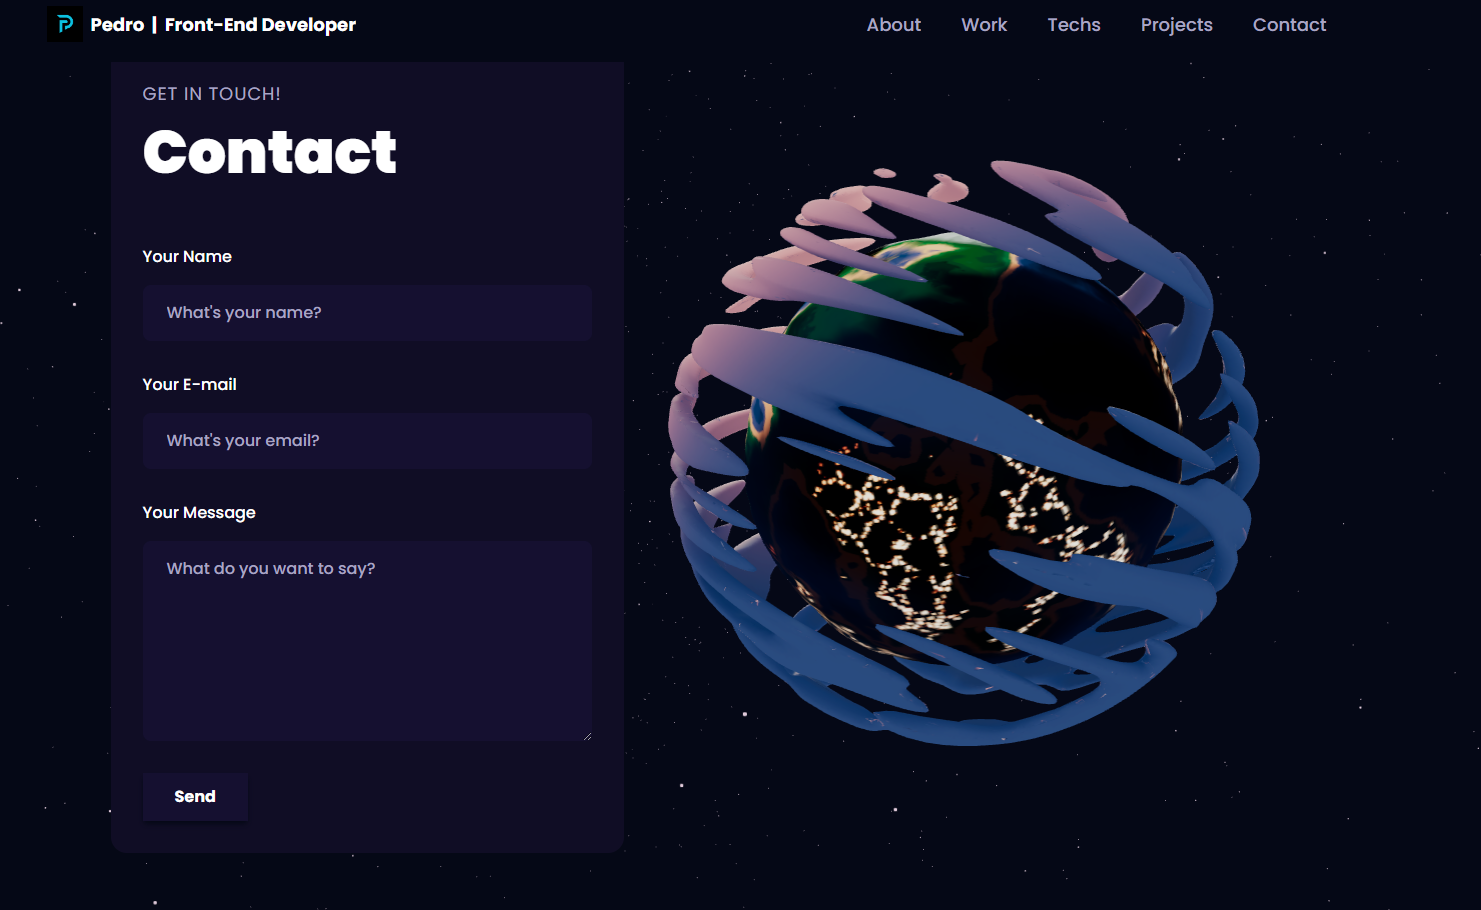 Pedro | Front-End Developer
About Work Techs Projects Contact
GET IN TOUCH!
Contact
Your Name
What's your name?
Your E-mail
What's your email?
Your Message
What do you want to say?
Send